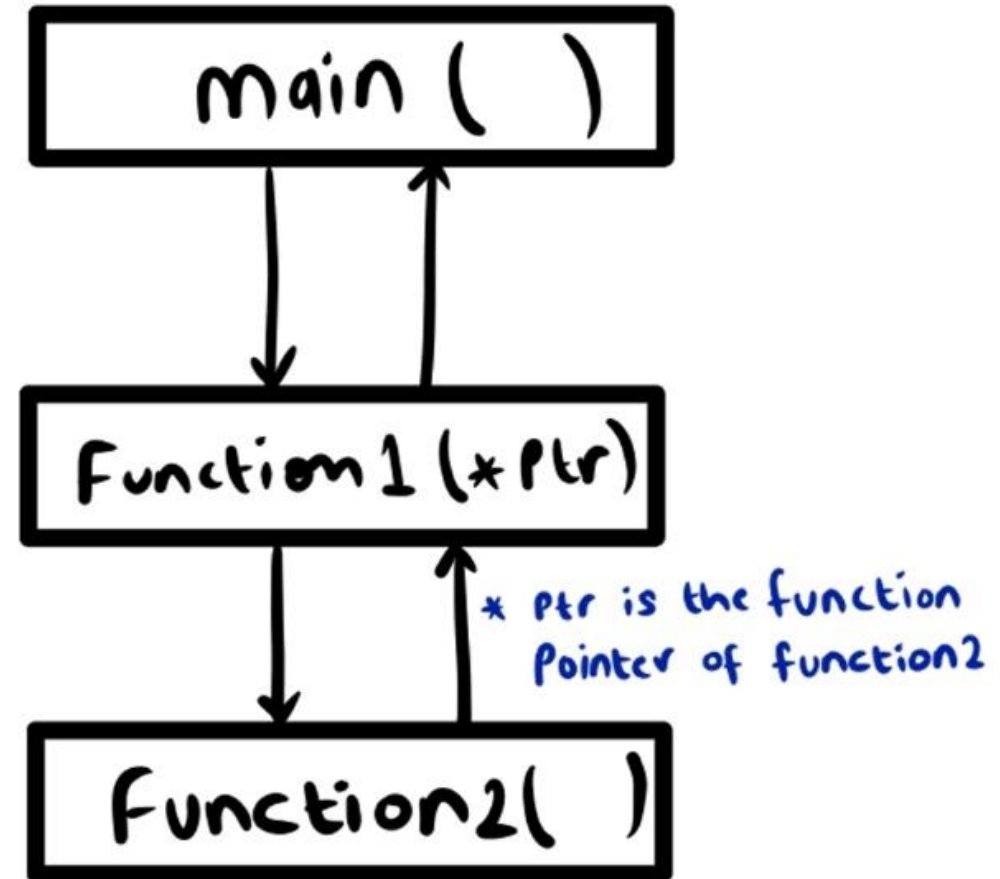 main ( )
Function1 (* Ptr)
* Ptr is the function
Pointer of function2
Function2( )